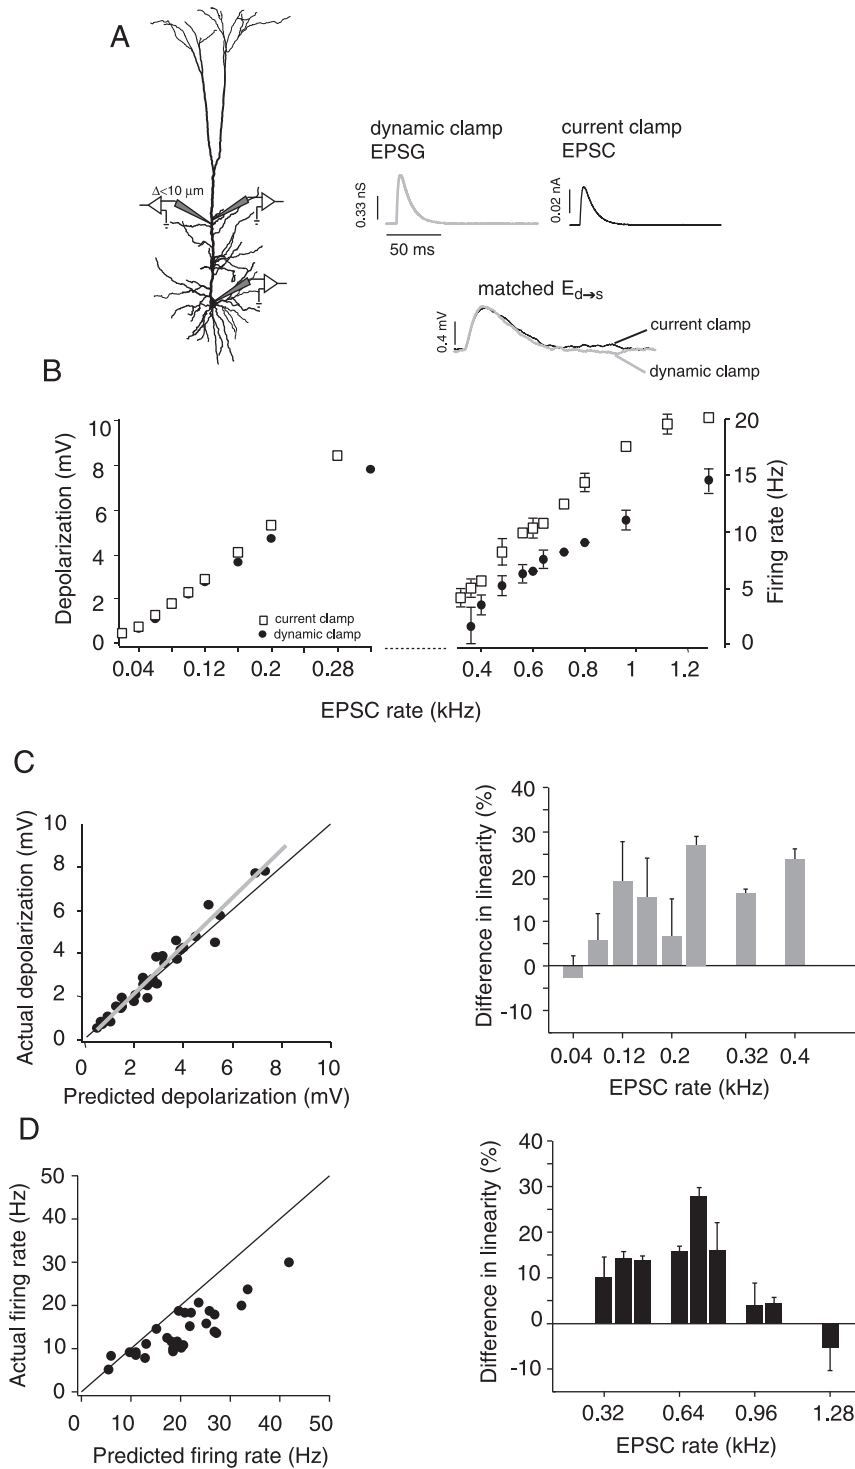 A
dynamic clamp
EPSG
current clamp
EPSC
Δ<10 µm
0.33 nS
0.02 nA
50 ms
matched Ed→s
0.4 mV
current clamp
dynamic clamp
B
Depolarization (mV)
10
8
6
4
2
0
current clamp
dynamic clamp
0.04 0.12 0.2 0.28
20
15
10
5
0
Firing rate (Hz)
0.4 0.6 0.8 1 1.2
EPSC rate (kHz)
C
Actual depolarization (mV)
10
8
6
4
2
0
0 2 4 6 8 10
Predicted depolarization (mV)
Difference in linearity (%)
40
30
20
10
0
-10
0.04 0.12 0.2 0.32 0.4
EPSC rate (kHz)
D
Actual firing rate (Hz)
50
40
30
20
10
0
0 10 20 30 40 50
Predicted firing rate (Hz)
Difference in linearity (%)
40
30
20
10
0
-10
0.32 0.64 0.96 1.28
EPSC rate (kHz)